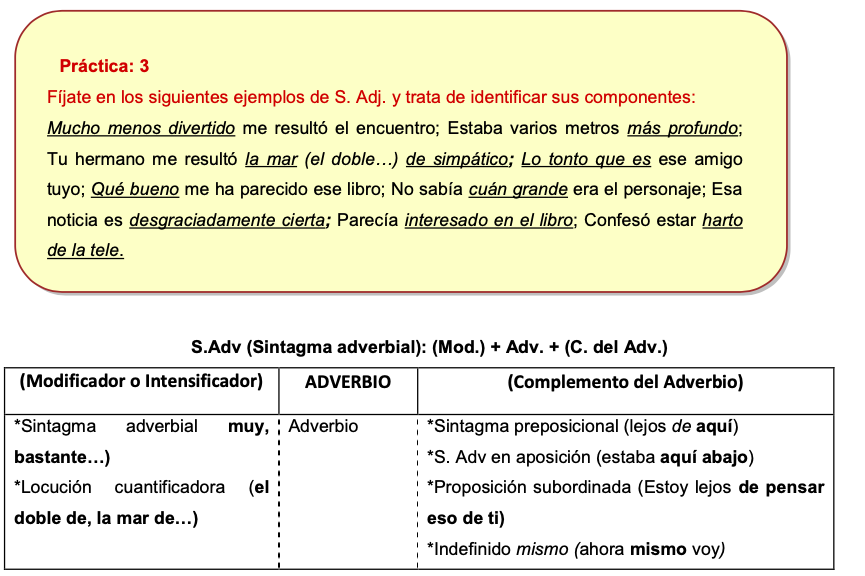 Práctica: 3
Fíjate en los siguientes ejemplos de S. Adj. y trata de identificar sus componentes:
Mucho menos divertido me resultó el encuentro; Estaba varios metros más profundo;
Tu hermano me resultó la mar (el doble…) de simpático; Lo tonto que es ese amigo
tuyo; Qué bueno me ha parecido ese libro; No sabía cuán grande era el personaje; Esa
noticia es desgraciadamente cierta; Parecía interesado en el libro; Confesó estar harto
de la tele.
S.Adv (Sintagma adverbial): (Mod.) + Adv. + (C. del Adv.)
(Modificador o Intensificador)
ADVERBIO
(Complemento del Adverbio)
*Sintagma adverbial muy,
bastante…)
*Locución cuantificadora (el
doble de, la mar de…)
Adverbio
*Sintagma preposicional (lejos de aquí)
*S. Adv en aposición (estaba aquí abajo)
*Proposición subordinada (Estoy lejos de pensar
eso de ti)
*Indefinido mismo (ahora mismo voy)